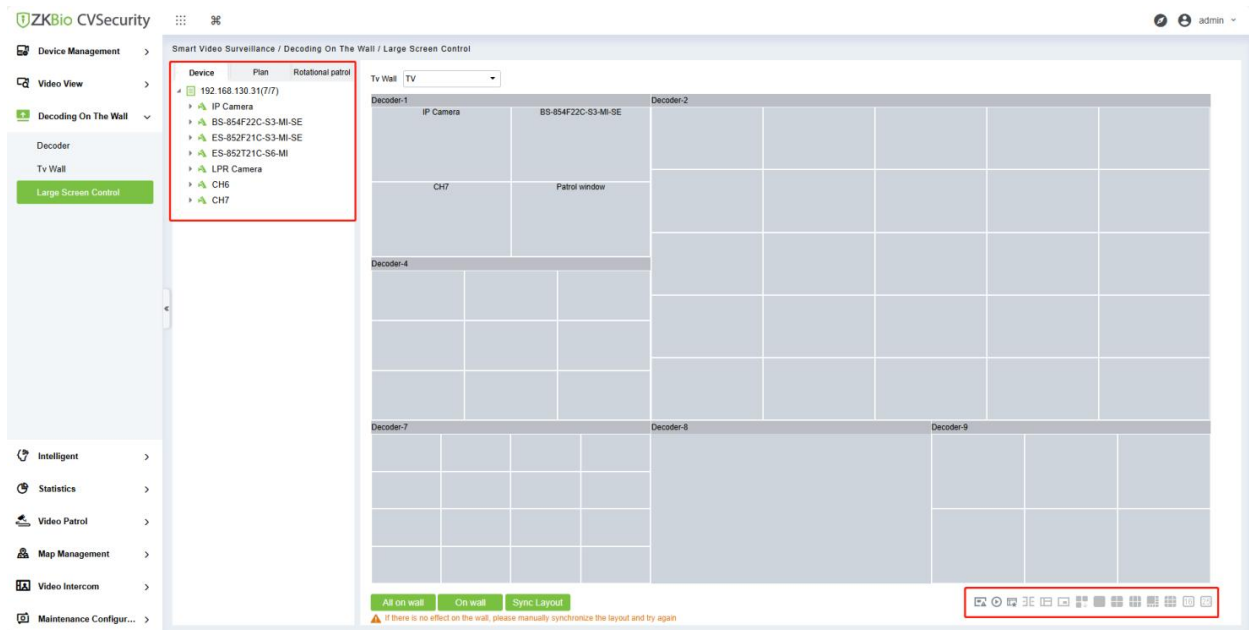 ZKBio CVSecurity
admin
Device Management
Video View
Decoding On The Wall
Decoder
Tv Wall
Large Screen Control
Intelligent
Statistics
Video Patrol
Map Management
Video Intercom
Maintenance Configur...
Smart Video Surveillance / Decoding On The Wall / Large Screen Control
Device Plan Rotational patrol
192.168.130.31(7/7)
IP Camera
BS-854F22C-S3-MI-SE
ES-852F21C-S3-MI-SE
ES-852T21C-S6-MI
LPR Camera
CH6
CH7
Tv Wall TV
Decoder-1 Decoder-2
IP Camera BS-854F22C-S3-MI-SE
CH7 Patrol window
Decoder-4
Decoder-7 Decoder-8 Decoder-9
All on wall On wall Sync Layout
If there is no effect on the wall, please manually synchronize the layout and try again